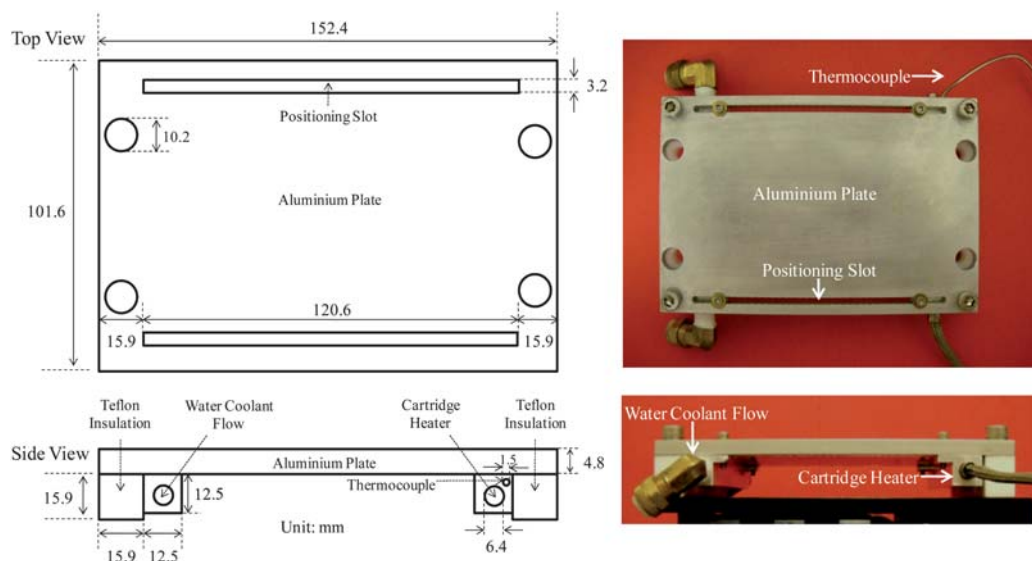 Top View
152.4
3.2
Positioning Slot
10.2
Aluminium Plate
101.6
120.6
15.9
15.9
Teflon
Insulation
Water Coolant
Flow
Cartridge
Heater
Teflon
Insulation
Side View
Aluminium Plate
1.5
4.8
Thermocouple
15.9
12.5
Unit: mm
6.4
15.9
12.5
Thermocouple
Aluminium Plate
Positioning Slot
Water Coolant Flow
Cartridge Heater